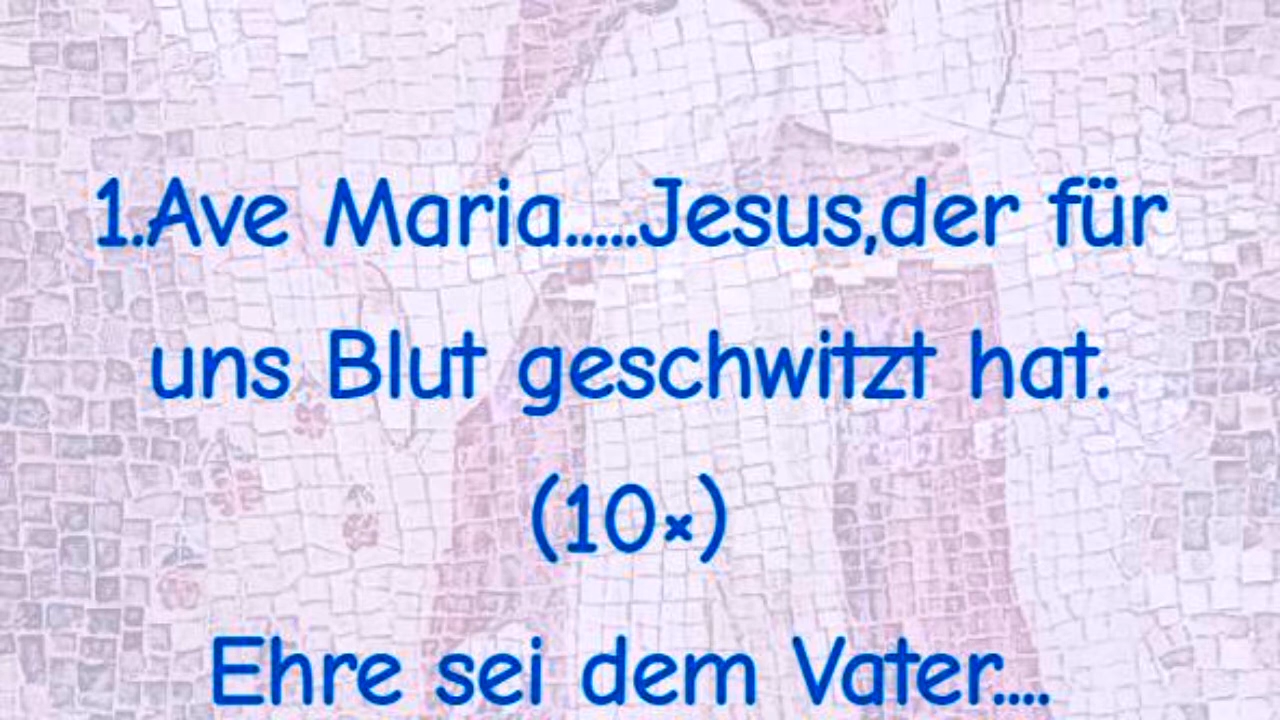 1.Ave Maria.....Jesus,der für
uns Blut geschwitzt hat.
(10×)
Ehre sei dem Vater....